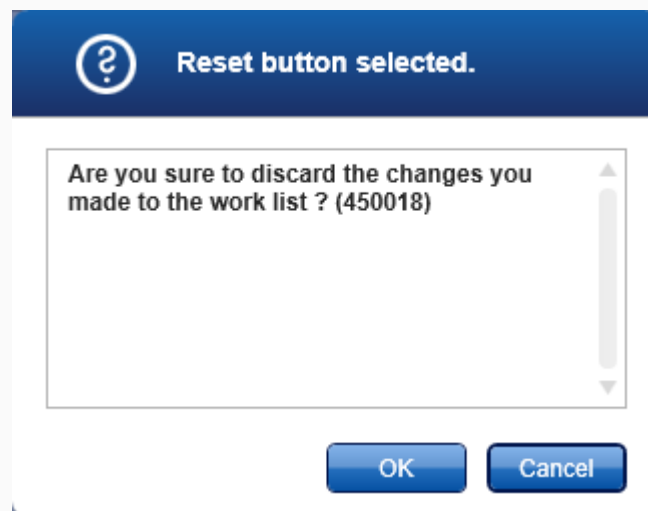 Reset button selected.
Are you sure to discard the changes you
made to the work list ? (450018)
OK
Cancel